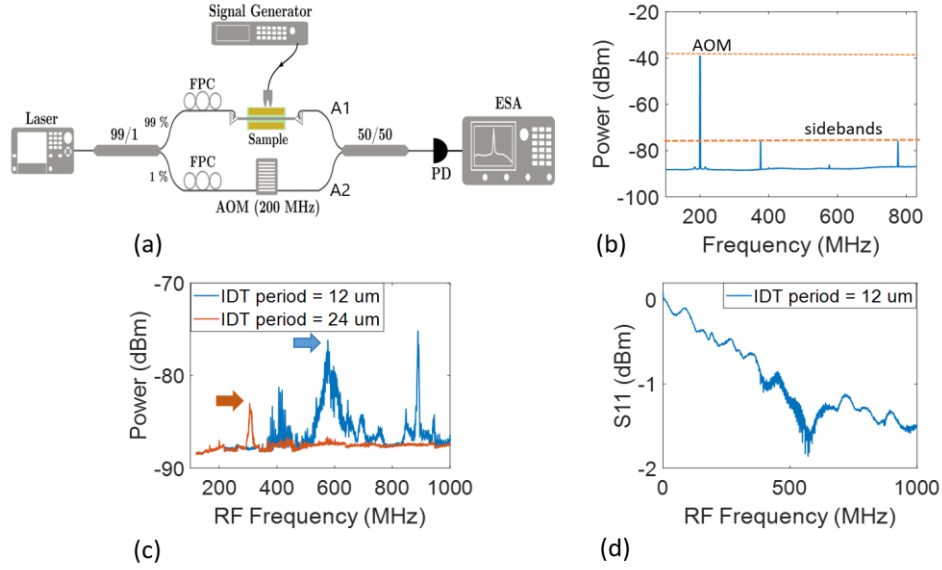 Signal Generator
FPC
A1
ESA
Laser
99/1
99 %
Sample
50/50
FPC
1 %
PD
A2
AOM (200 MHz)
(a)
-20
-40
-60
-80
-100
Power (dBm)
AOM
sidebands
200
400
600
800
Frequency (MHz)
(b)
-70
-80
-90
Power (dBm)
IDT period = 12 um
IDT period = 24 um
200
400
600
800
1000
RF Frequency (MHz)
(c)
0
-1
-2
S11 (dBm)
IDT period = 12 um
0
500
1000
RF Frequency (MHz)
(d)